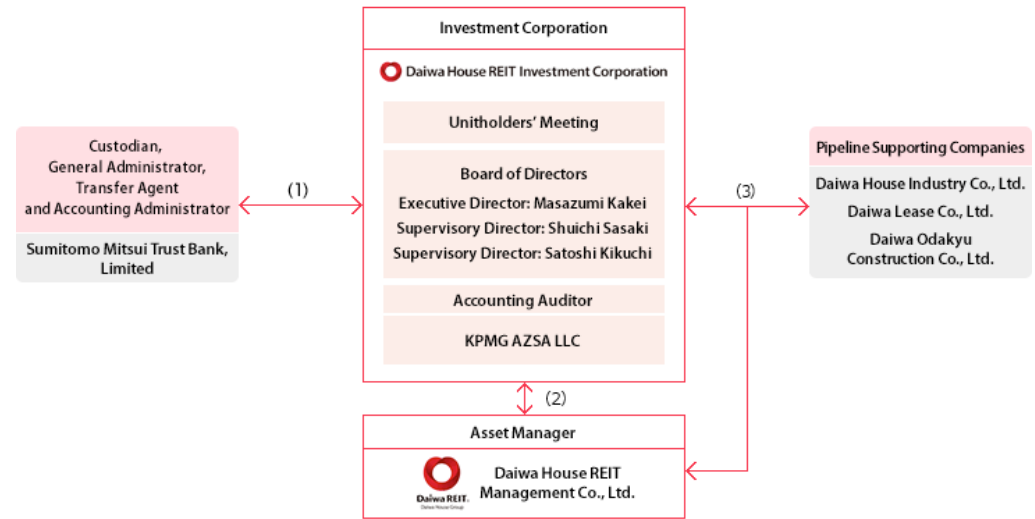 Investment Corporation
Daiwa House REIT Investment Corporation
Unitholders’ Meeting
Board of Directors
Executive Director: Masazumi Kakei
Supervisory Director: Shuichi Sasaki
Supervisory Director: Satoshi Kikuchi
Accounting Auditor
KPMG AZSA LLC
Custodian,
General Administrator,
Transfer Agent
and Accounting Administrator
Sumitomo Mitsui Trust Bank,
Limited
(1)
(3)
Pipeline Supporting Companies
Daiwa House Industry Co., Ltd.
Daiwa Lease Co., Ltd.
Daiwa Odakyu
Construction Co., Ltd.
(2)
Asset Manager
Daiwa REIT.
Daiwa House Group
Daiwa House REIT
Management Co., Ltd.